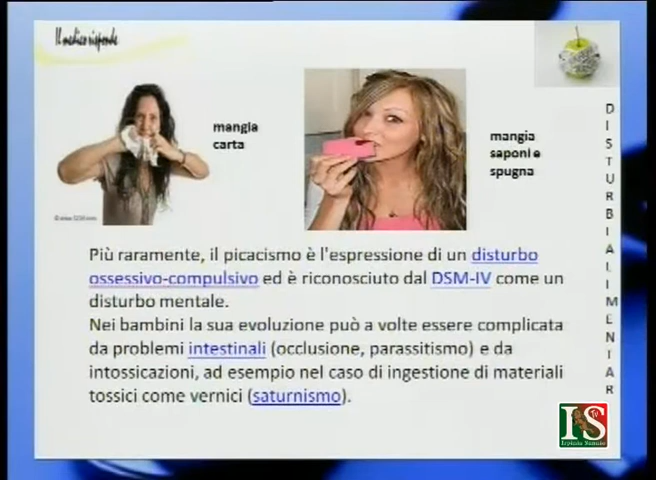 Il medico risponde
mangia
carta
mangia
saponi e
spugna
Più raramente, il picacismo è l'espressione di un disturbo
ossessivo-compulsivo ed è riconosciuto dal DSM-IV come un
disturbo mentale.
Nei bambini la sua evoluzione può a volte essere complicata
da problemi intestinali (occlusione, parassitismo) e da
intossicazioni, ad esempio nel caso di ingestione di materiali
tossici come vernici (saturnismo).
DISTURBI ALIMENTAR
IS
Tv